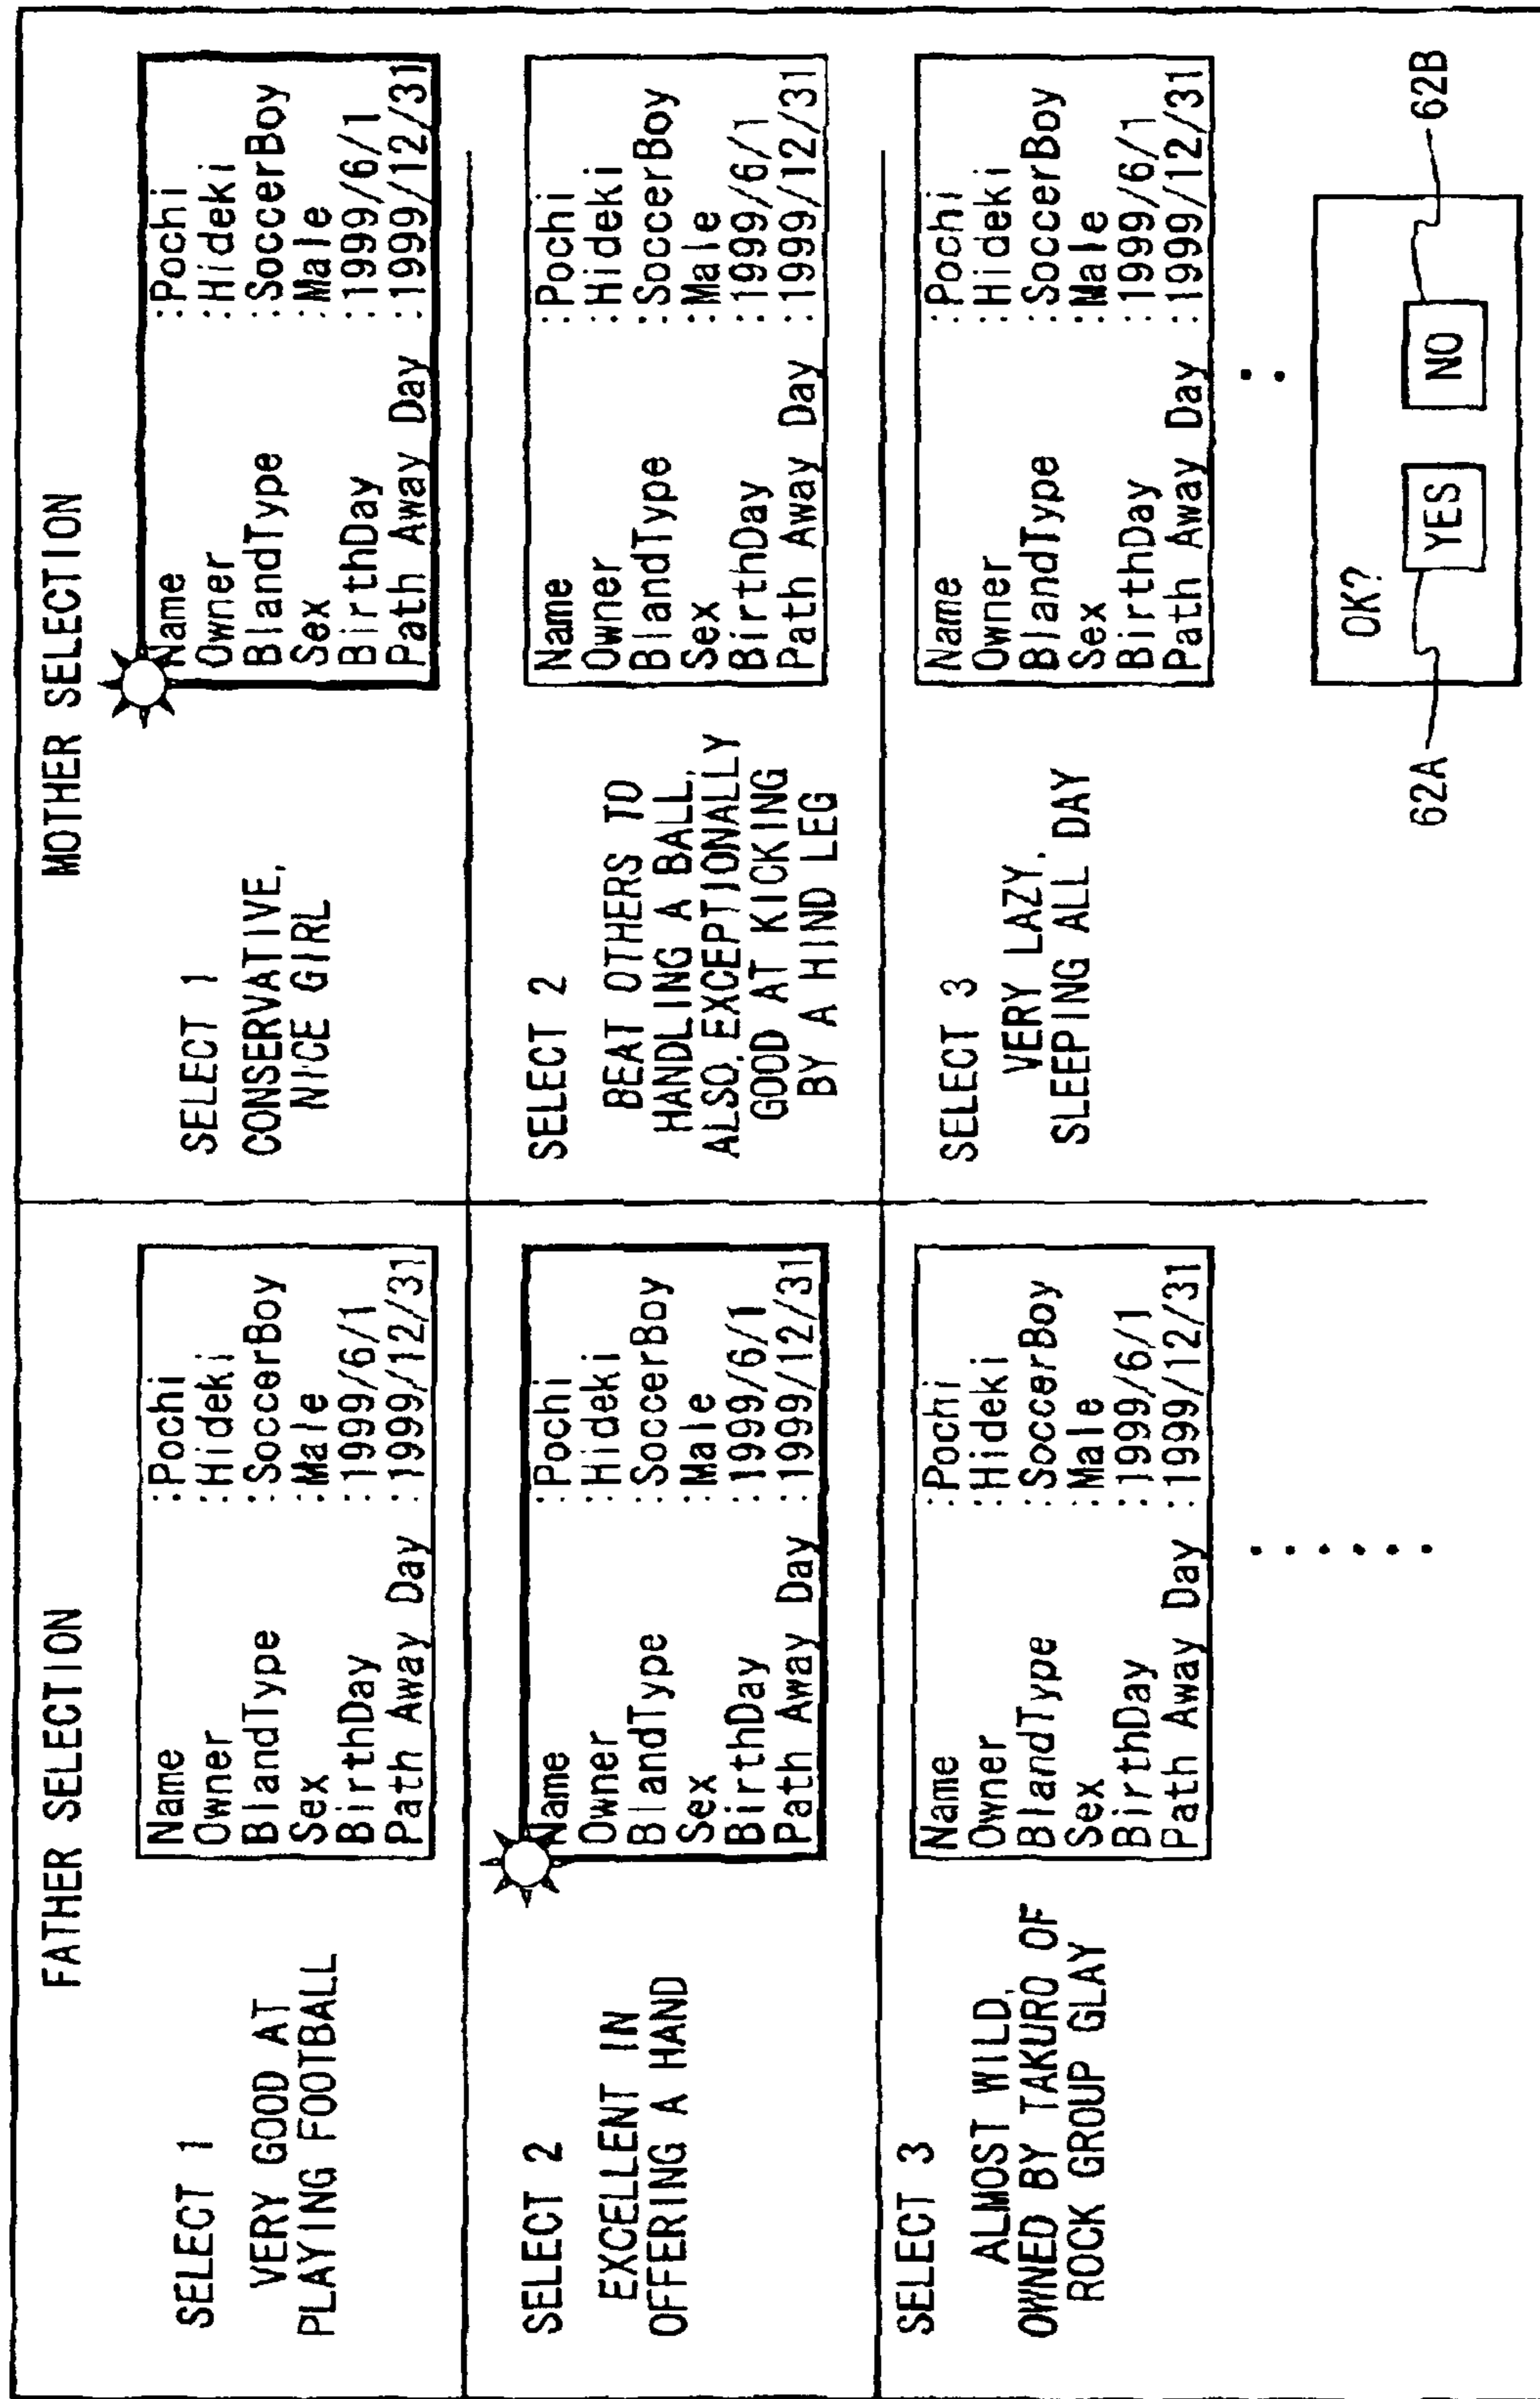 FATHER SELECTION
SELECT 1
VERY GOOD AT
PLAYING FOOTBALL
Name :Pochi
Owner :Hideki
BlandType :SoccerBoy
Sex :Male
BirthDay :1999/6/1
Path Away Day :1999/12/31
SELECT 2
EXCELLENT IN
OFFERING A HAND
Name :Pochi
Owner :Hideki
BlandType :SoccerBoy
Sex :Male
BirthDay :1999/6/1
Path Away Day :1999/12/31
SELECT 3
ALMOST WILD,
OWNED BY TAKURO OF
ROCK GROUP GLAY
Name :Pochi
Owner :Hideki
BlandType :SoccerBoy
Sex :Male
BirthDay :1999/6/1
Path Away Day :1999/12/31
MOTHER SELECTION
SELECT 1
CONSERVATIVE,
NICE GIRL
Name :Pochi
Owner :Hideki
BlandType :SoccerBoy
Sex :Male
BirthDay :1999/6/1
Path Away Day :1999/12/31
SELECT 2
BEAT OTHERS TO
HANDLING A BALL,
ALSO, EXCEPTIONALLY
GOOD AT KICKING
BY A HIND LEG
Name :Pochi
Owner :Hideki
BlandType :SoccerBoy
Sex :Male
BirthDay :1999/6/1
Path Away Day :1999/12/31
SELECT 3
VERY LAZY,
SLEEPING ALL DAY
Name :Pochi
Owner :Hideki
BlandType :SoccerBoy
Sex :Male
BirthDay :1999/6/1
Path Away Day :1999/12/31
OK?
YES NO
62A 62B